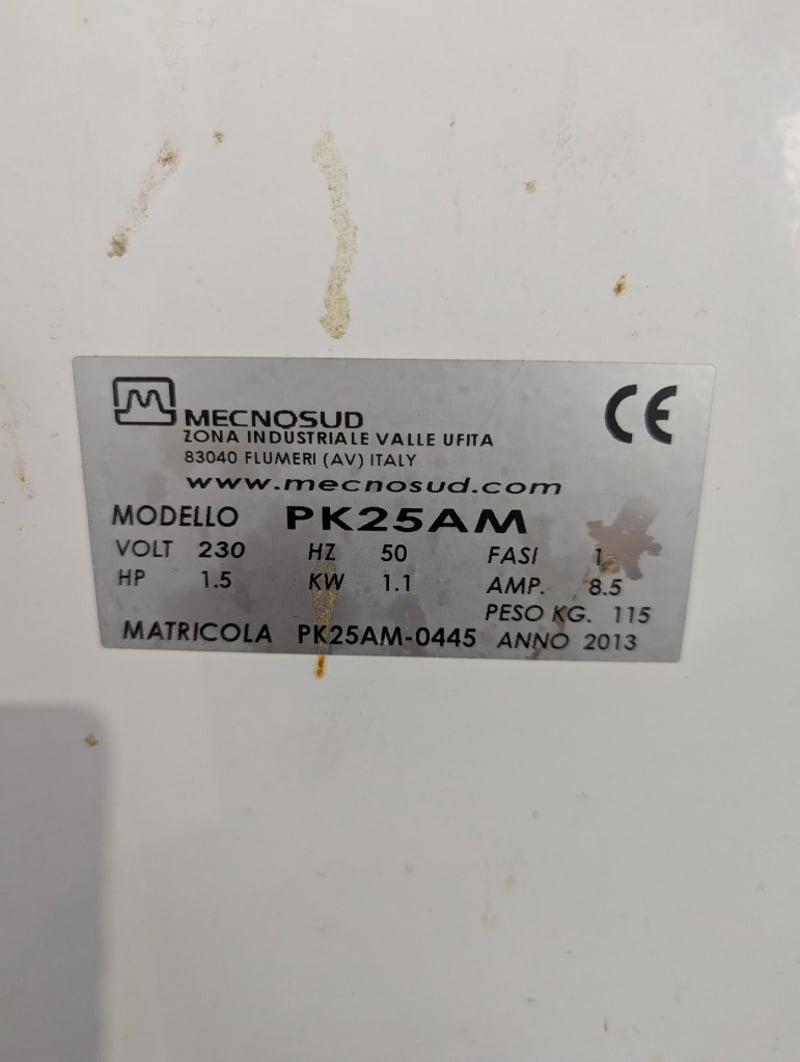 MECNOSUD
ZONA INDUSTRIALE VALLE UFITA
83040 FLUMERI (AV) ITALY
www.mecnosud.com
MODELLO PK25AM
VOLT 230 HZ 50 FASI 1
HP 1.5 KW 1.1 AMP. 8.5
PESO KG. 115
MATRICOLA PK25AM-0445 ANNO 2013
CE